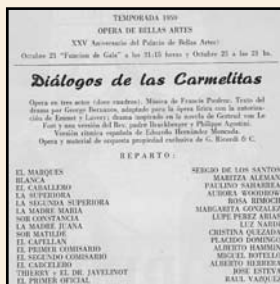 TEMPORADA 1959
OPERA DE BELLAS ARTES
XXV Aniversario del Palacio de Bellas Artes:
Octubre 21 "Función de Gala" a las 21:15 horas y Octubre 25 a las 21 hs.
Diálogos de las Carmelitas
Opera en tres actos (doce cuadros). Música de Francis Poulenc. Texto del
drama por Georges Bernanos, adaptado para la ópera lírica con la autoriza-
ción de Emmet y Lavery; drama inspirado en la novela de Gertrud von Le
Fort y una versión del Rev. padre Bruckberger y Philippe Agostini.
Versión rítmica española de Eduardo Hernández Moncada.
Opera y material de orquesta propiedad exclusiva de G. Ricordi & C.
REPARTO:
EL MARQUES SERGIO DE LOS SANTOS
BLANCA MARITZA ALEMAN
EL CABALLERO PAULINO SAHARREA
LA SUPERIORA AURORA WOODROW
LA SEGUNDA SUPERIORA ROSA RIMOCH
LA MADRE MARIA MARGARITA GONZALEZ
SOR CONSTANCIA LUPE PEREZ ARIAS
LA MADRE JUANA LUZ NARDI
SOR MATILDE CRISTINA QUEZADA
EL CAPELLAN PLACIDO DOMINGO
EL PRIMER COMISARIO ALBERTO HAMMIN
EL SEGUNDO COMISARIO MIGUEL BOTELLO
EL CARCELERO ALBERTO HERRERA
THIERRY y EL DR. JAVELINOT JOSE ESTEVA
EL PRIMER OFICIAL RAUL VAZQUEZ